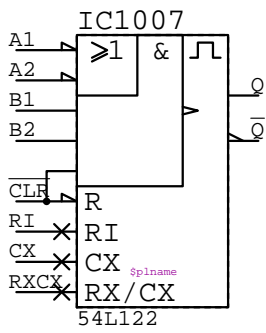 IC1007
A1
≥1 &
A2
B1 Q
B2 Q
CLR
R
RI RI
CX CX
$plname
RXCX RX/CX
54L122